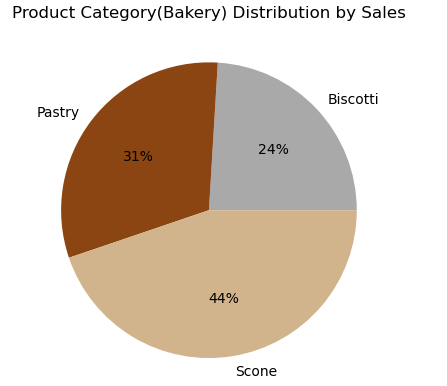 Product Category(Bakery) Distribution by Sales
Biscotti
Pastry
24%
31%
44%
Scone